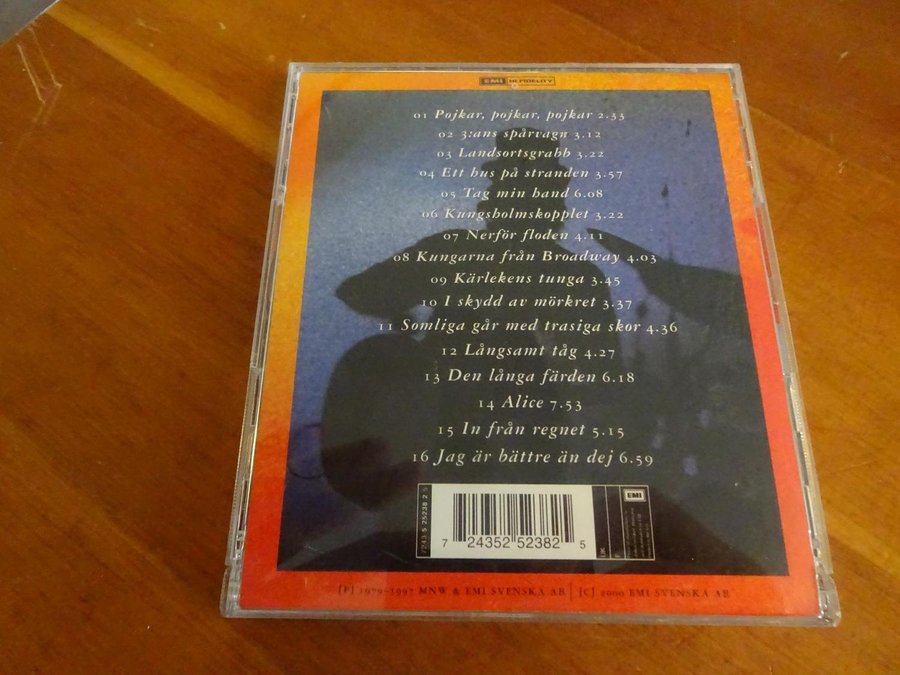 EMI HI-FIDELITY
01 Pojkar, pojkar, pojkar 2.33
02 3:ans spårvagn 3.12
03 Landsortsgrabb 3.22
04 Ett hus på stranden 3.57
05 Tag min hand 6.08
06 Kungsholmskopplet 3.22
07 Nerför floden 4.11
08 Kungarna från Broadway 4.03
09 Kärlekens tunga 3.45
10 I skydd av mörkret 3.37
11 Somliga går med trasiga skor 4.36
12 Långsamt tåg 4.27
13 Den långa färden 6.18
14 Alice 7.53
15 In från regnet 5.15
16 Jag är bättre än dej 6.59
7243 5 25238 2 5
EMI
7 24352 52382 5
[P] 1979-1997 MNW & EMI SVENSKA AB | [C] 2000 EMI SVENSKA AB